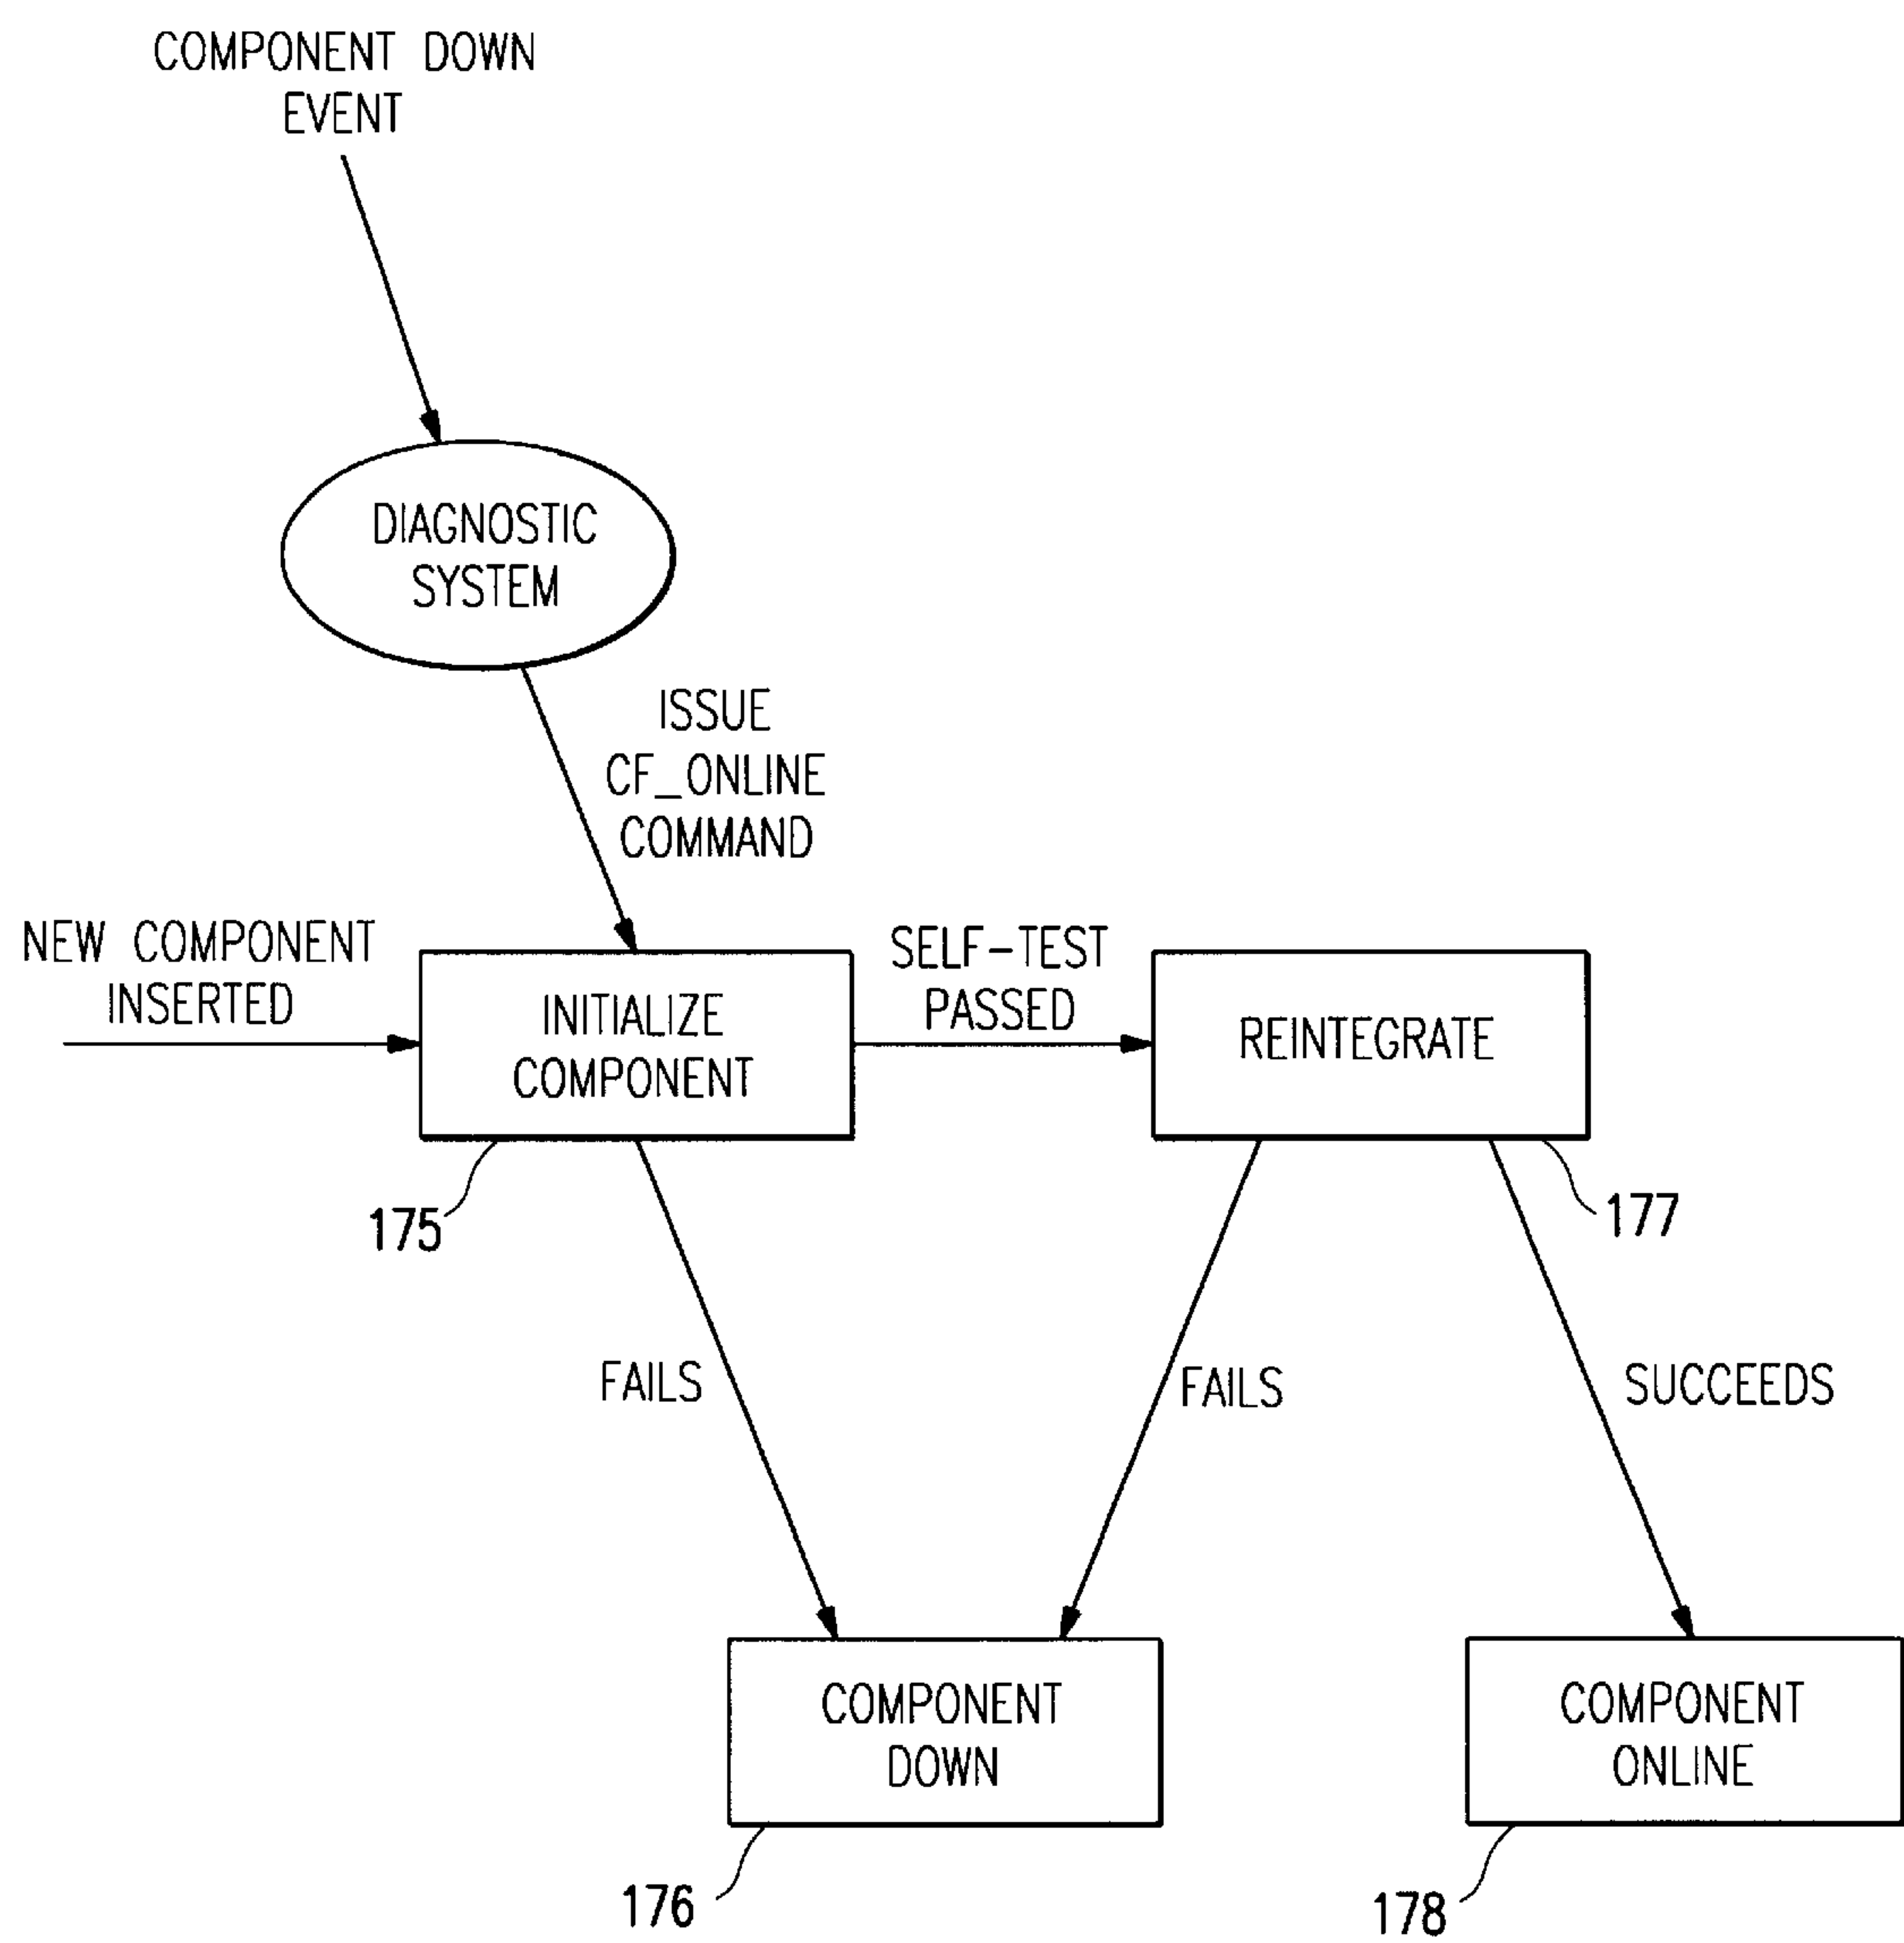 COMPONENT DOWN
EVENT
DIAGNOSTIC
SYSTEM
ISSUE
CF_ONLINE
COMMAND
NEW COMPONENT
INSERTED
INITIALIZE
COMPONENT
SELF-TEST
PASSED
REINTEGRATE
175
177
FAILS
FAILS
SUCCEEDS
COMPONENT
DOWN
COMPONENT
ONLINE
176
178